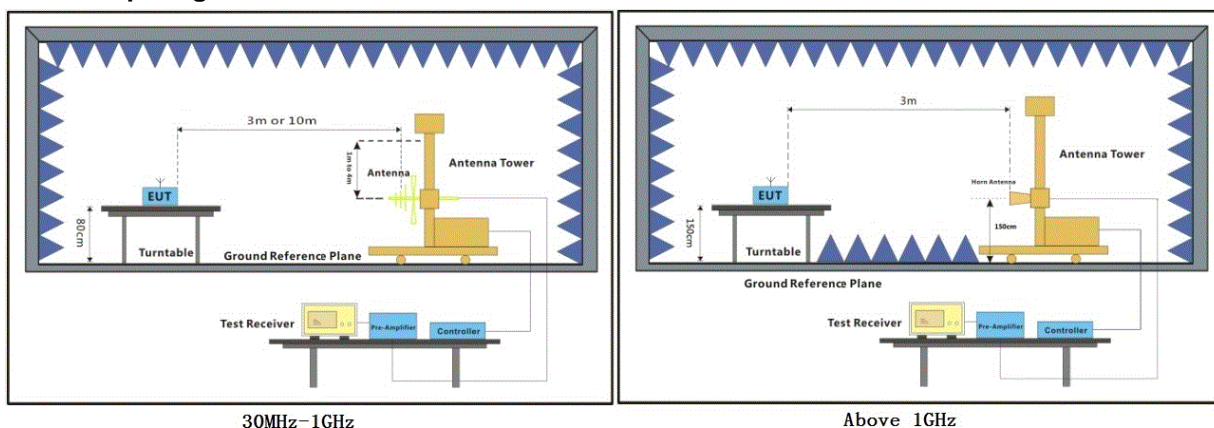 3m or 10m
1m to 4m
Antenna
Antenna Tower
EUT
80cm
Turntable
Ground Reference Plane
Test Receiver
Pre-Amplifier
Controller
30MHz-1GHz
3m
Antenna Tower
Horn Antenna
EUT
150cm
150cm
Turntable
Ground Reference Plane
Test Receiver
Pre-Amplifier
Controller
Above 1GHz